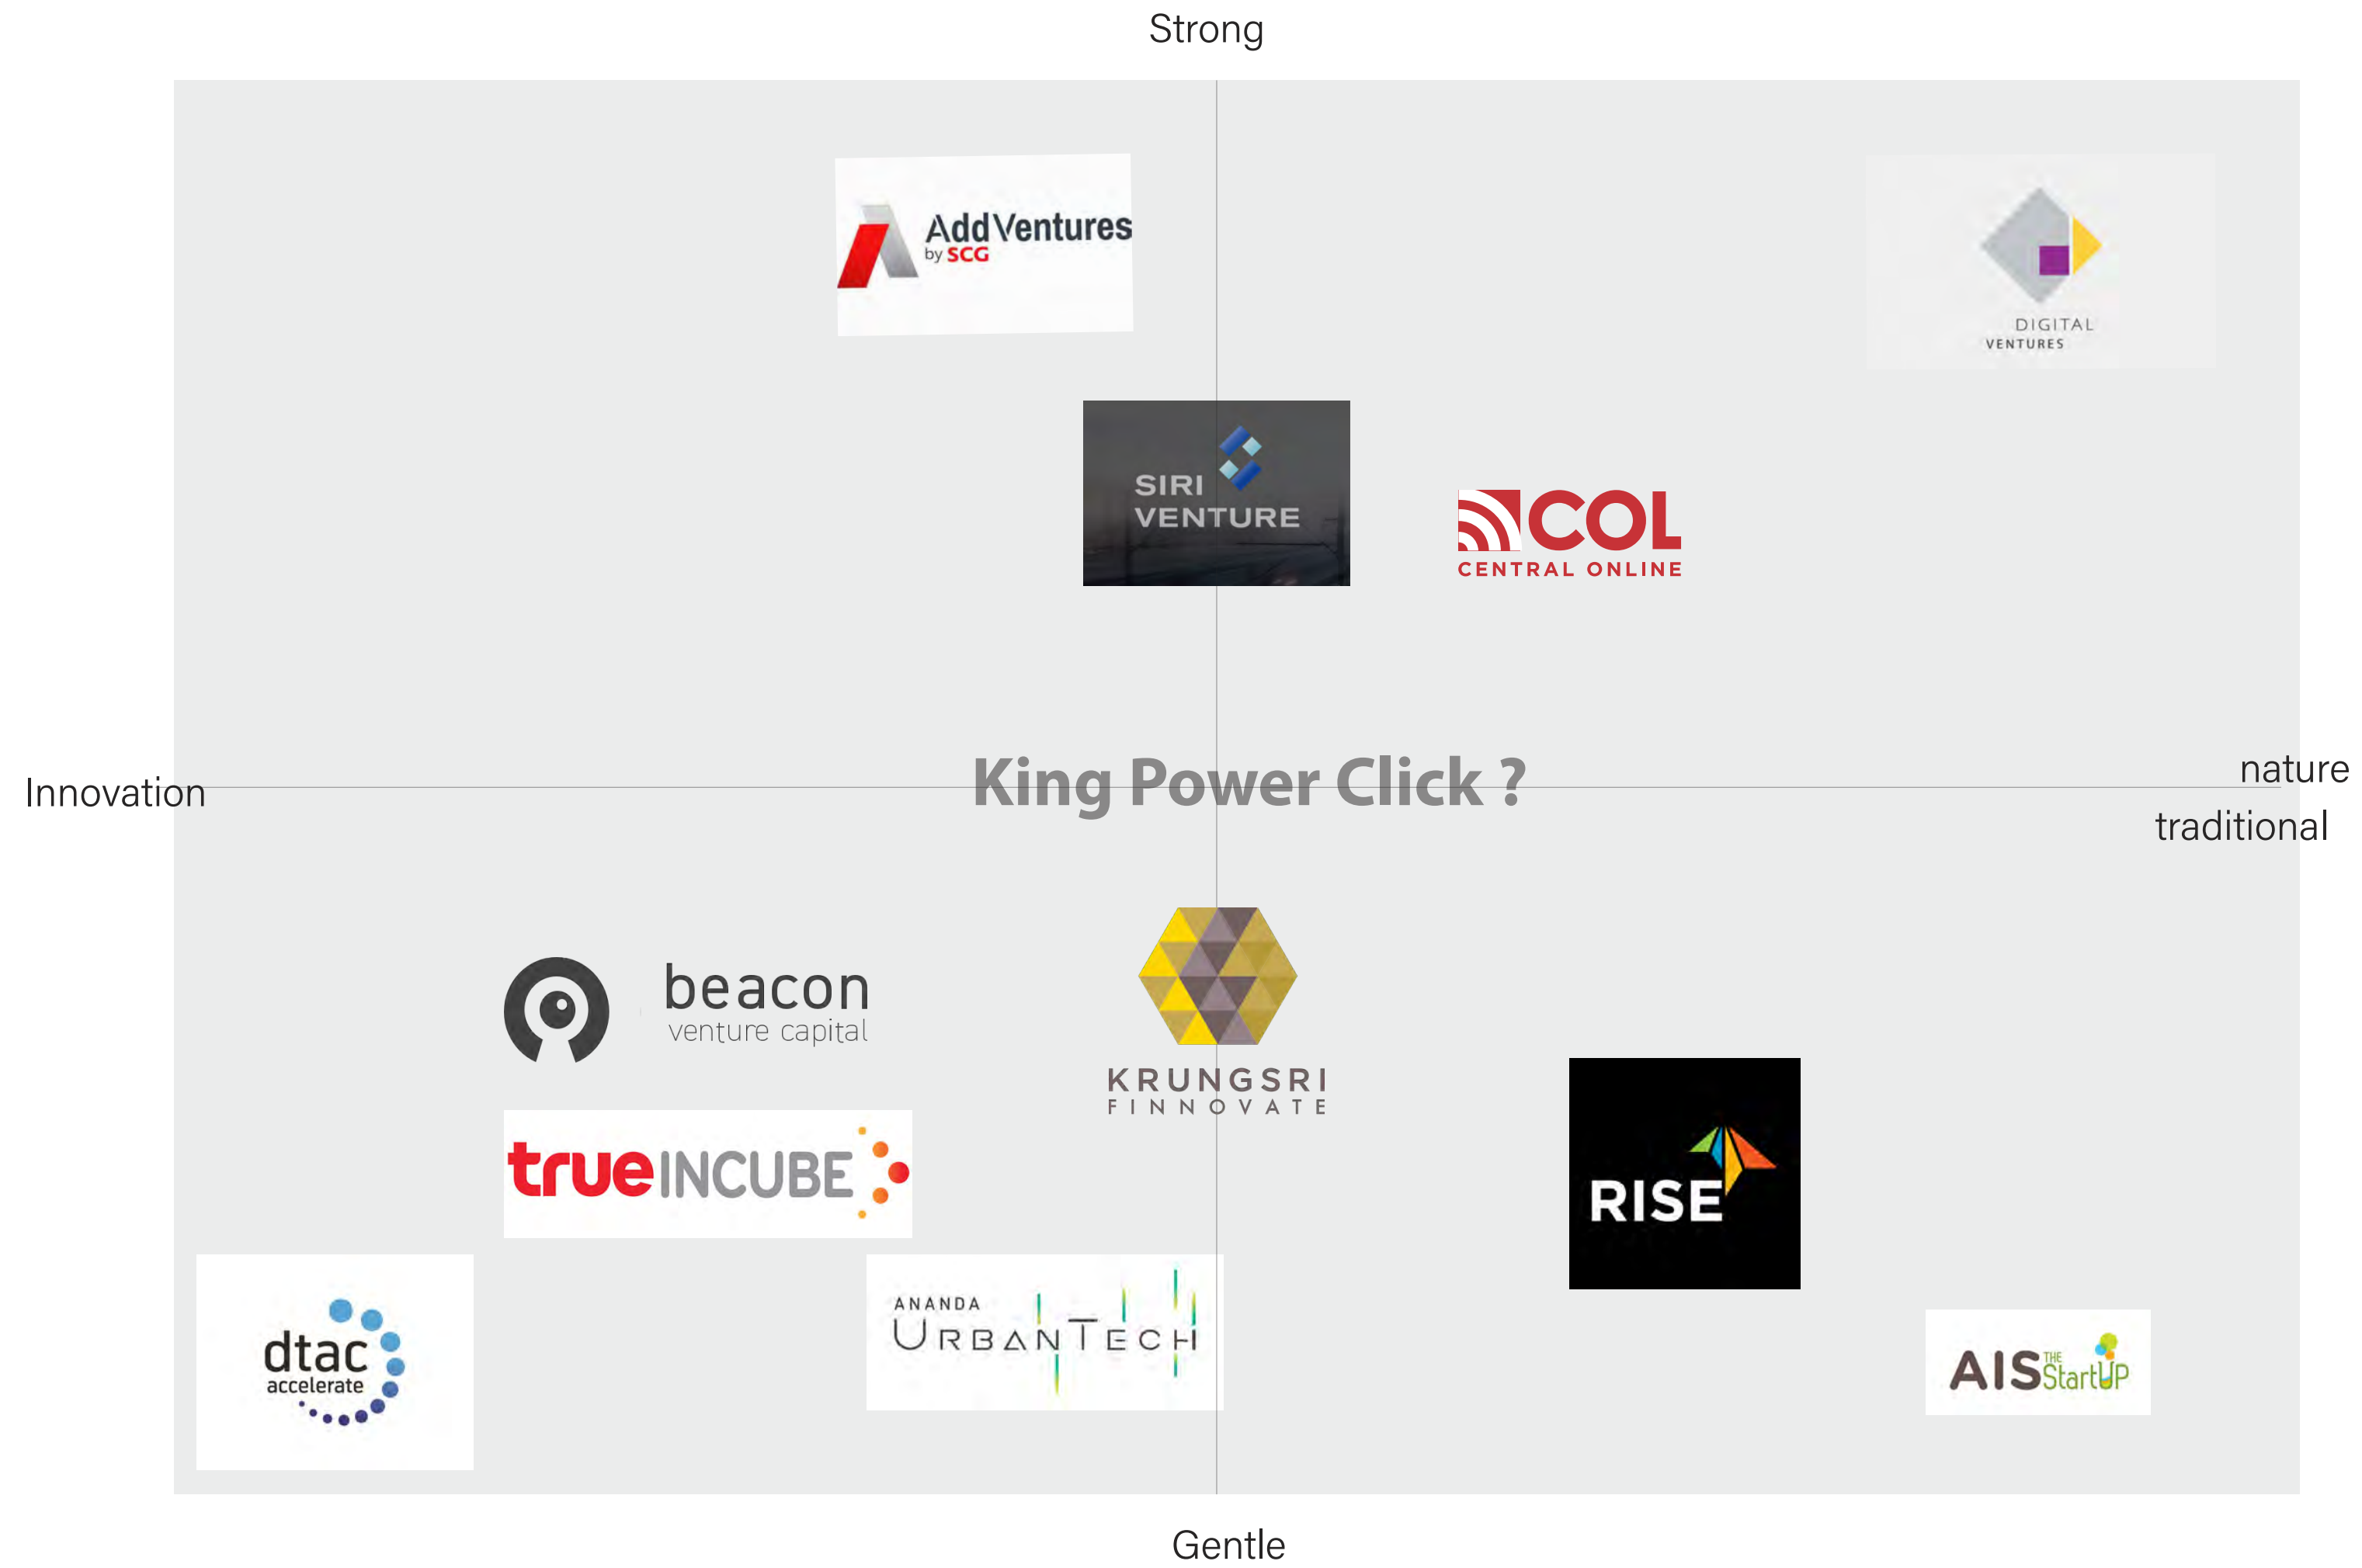 Strong
AddVentures
by SCG
DIGITAL
VENTURES
SIRI
VENTURE
COL
CENTRAL ONLINE
King Power Click ?
Innovation
nature
traditional
beacon
venture capital
KRUNGSRI
FINNOVATE
trueINCUBE
RISE
dtac
accelerate
ANANDA
URBANTECH
AIS THE StartUP
Gentle